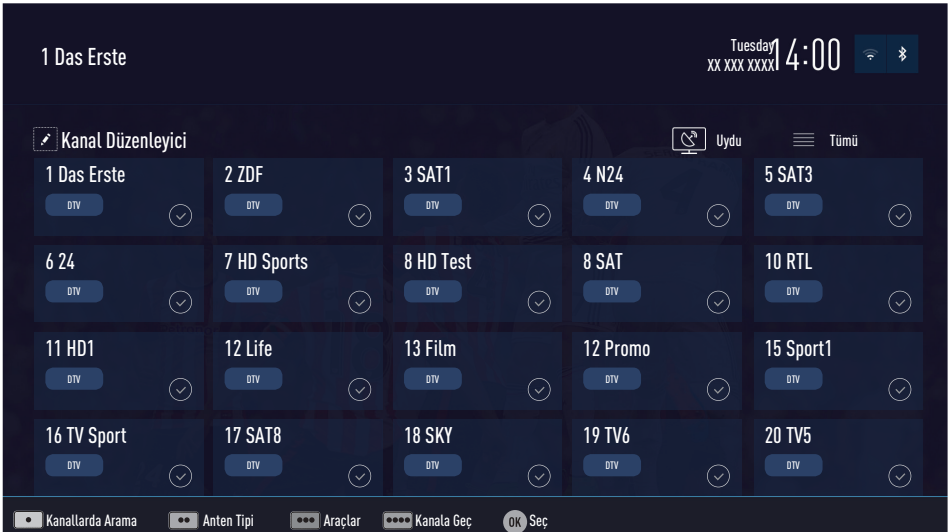 1 Das Erste
Tuesday
xx xxx xxxx
14:00
Kanal Düzenleyici
Uydu
Tümü
1 Das Erste
2 ZDF
3 SAT1
4 N24
5 SAT3
DTV
DTV
DTV
DTV
DTV
6 24
7 HD Sports
8 HD Test
8 SAT
10 RTL
DTV
DTV
DTV
DTV
DTV
11 HD1
12 Life
13 Film
12 Promo
15 Sport1
DTV
DTV
DTV
DTV
DTV
16 TV Sport
17 SAT8
18 SKY
19 TV6
20 TV5
DTV
DTV
DTV
DTV
DTV
Kanallarda Arama
Anten Tipi
Araçlar
Kanala Geç
OK Seç